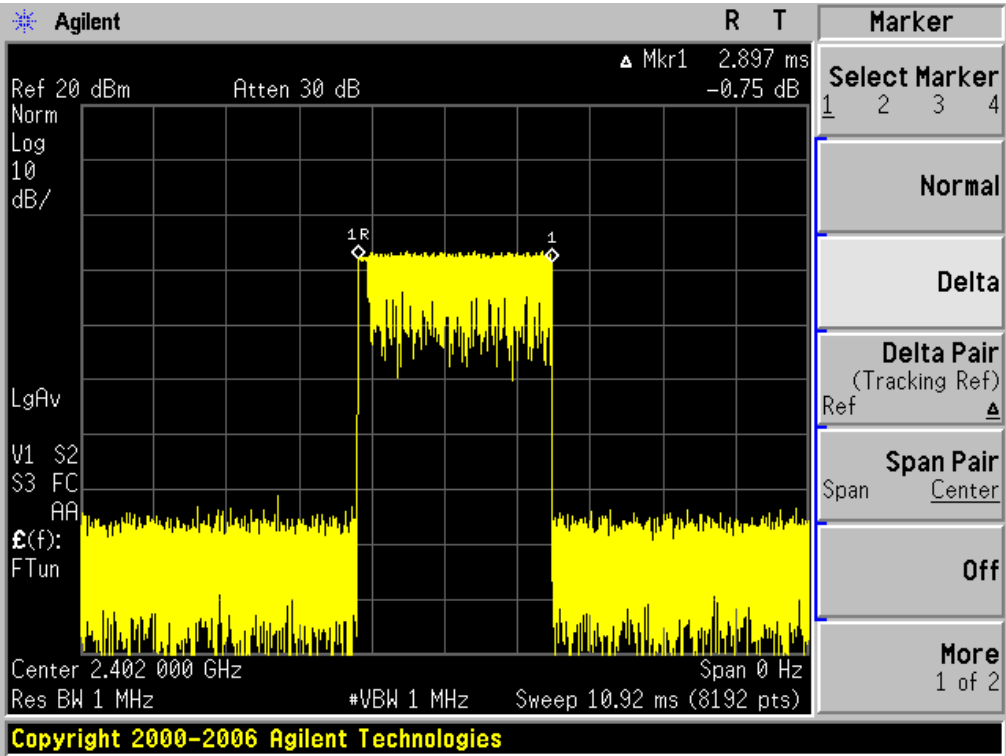 Agilent R T
Marker
Δ Mkr1 2.897 ms
Ref 20 dBm Atten 30 dB -0.75 dB
Norm
Log
10
dB/
1R
1
LgAv
V1 S2
S3 FC
AA
£(f):
FTun
Center 2.402 000 GHz Span 0 Hz
Res BW 1 MHz #VBW 1 MHz Sweep 10.92 ms (8192 pts)
Select Marker
1 2 3 4
Normal
Delta
Delta Pair
(Tracking Ref)
Ref Δ
Span Pair
Span Center
Off
More
1 of 2
Copyright 2000-2006 Agilent Technologies